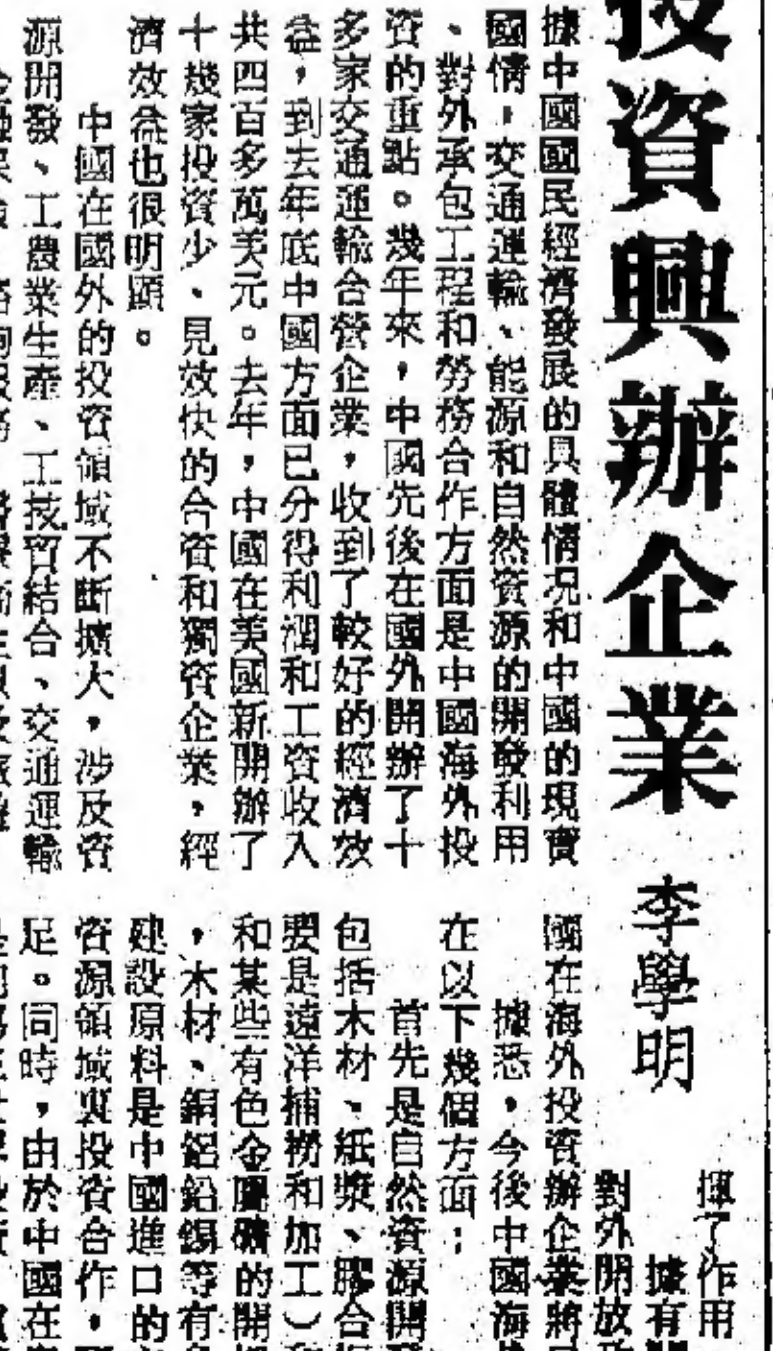 投資興辦企業
李學明
據中國國民經濟發展的具體情况和中國的現實
國情，交通運輸、能源和自然資源的開發利用
、對外承包工程和勞務合作方面是中國海外投
資的重點。幾年來，中國先後在國外開辦了十
多家交通運輸合營企業，收到了較好的經濟效
益，到去年底中國方面已分得利潤和工資收入
共四百多萬美元。去年，中國在美國新開辦了
十幾家投資少、見效快的合資和獨資企業，經
濟效益也很明顯。
中國在國外的投資領域不斷擴大，涉及資
源開發、工農業生產、工技貿結合、交通運輸
揮了作用
據有關
對外開放
國在海外投資辦企業將
據悉，今後中國海
在以下幾個方面：
首先是自然資源開發
包括木材、紙漿、膠合板
要是遠洋捕撈和加工）和
和某些有色金屬礦的開
，木材、銅鋁鉛錫等有
建設原料是中國進口的
資源領域裏投資合作，
足。同時，由於中國在